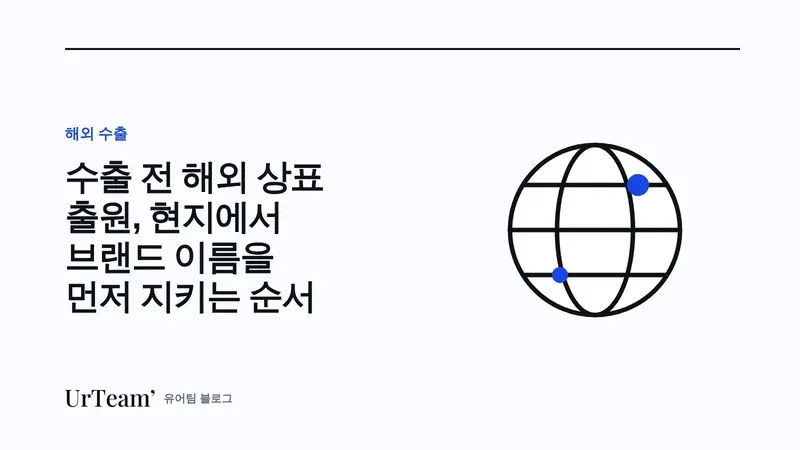 해외 수출
수출 전 해외 상표
출원, 현지에서
브랜드 이름을
먼저 지키는 순서
UrTeam’ 유어팀 블로그